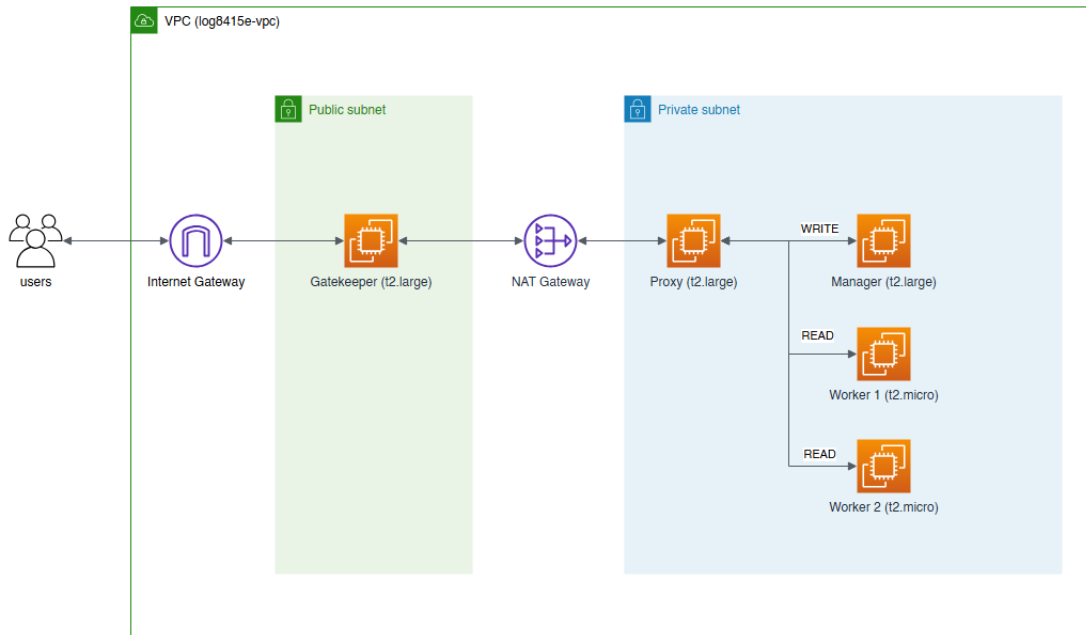 VPC (log8415e-vpc)
Public subnet
Private subnet
users
Internet Gateway
Gatekeeper (t2.large)
NAT Gateway
Proxy (t2.large)
WRITE
Manager (t2.large)
READ
Worker 1 (t2.micro)
READ
Worker 2 (t2.micro)